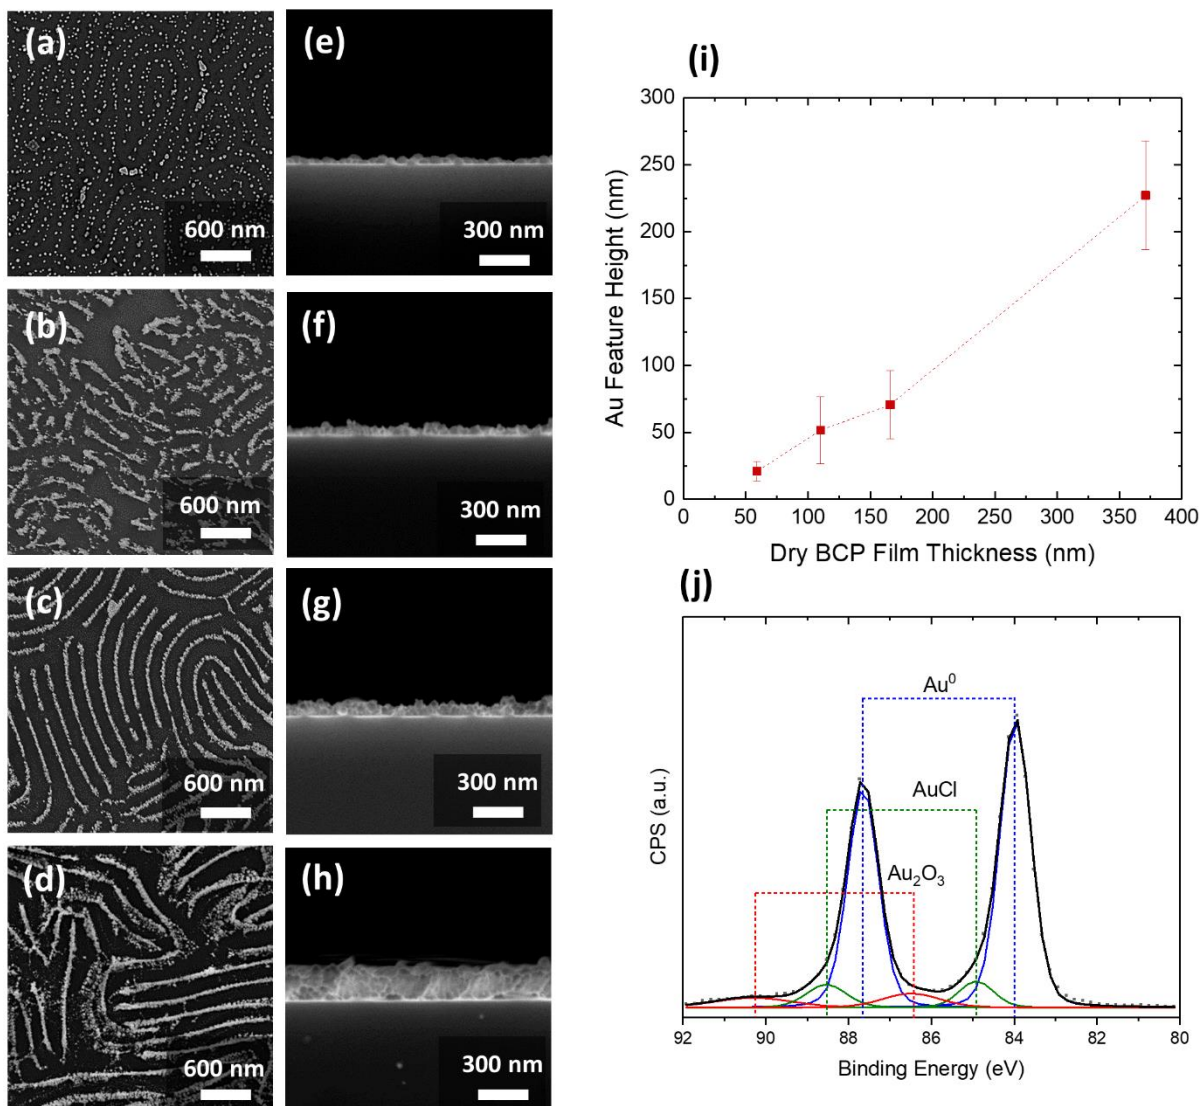 (a)
600 nm
(e)
300 nm
(b)
600 nm
(f)
300 nm
(c)
600 nm
(g)
300 nm
(d)
600 nm
(h)
300 nm
(i)
300
250
200
150
100
50
0
Au Feature Height (nm)
0 50 100 150 200 250 300 350 400
Dry BCP Film Thickness (nm)
(j)
Au⁰
AuCl
Au₂O₃
CPS (a.u.)
92 90 88 86 84 82 80
Binding Energy (eV)